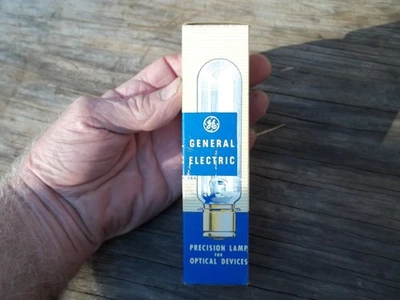 GE
GENERAL
ELECTRIC
PRECISION LAMP
FOR
OPTICAL DEVICES